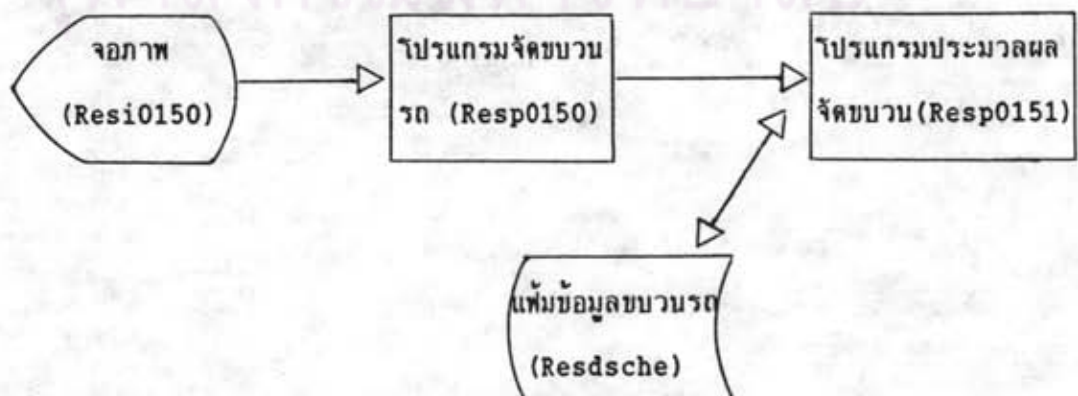 จอภาพ
(Resi0150)
โปรแกรมจัดขบวน
รถ (Resp0150)
โปรแกรมประมวลผล
จัดขบวน(Resp0151)
แฟ้มข้อมูลขบวนรถ
(Resdsche)